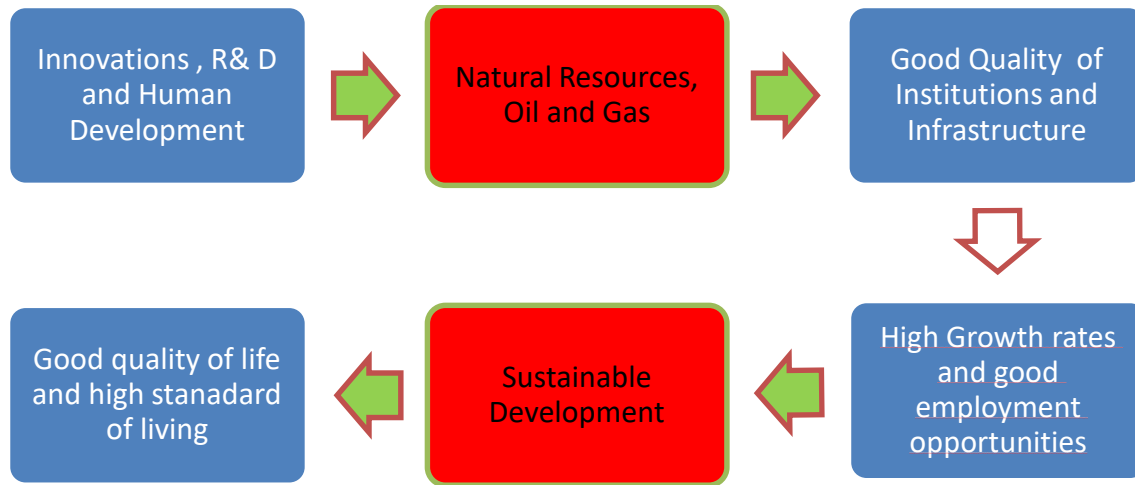 Innovations , R& D
and Human
Development
Natural Resources,
Oil and Gas
Good Quality of
Institutions and
Infrastructure
High Growth rates
and good
employment
opportunities
Sustainable
Development
Good quality of life
and high stanadard
of living